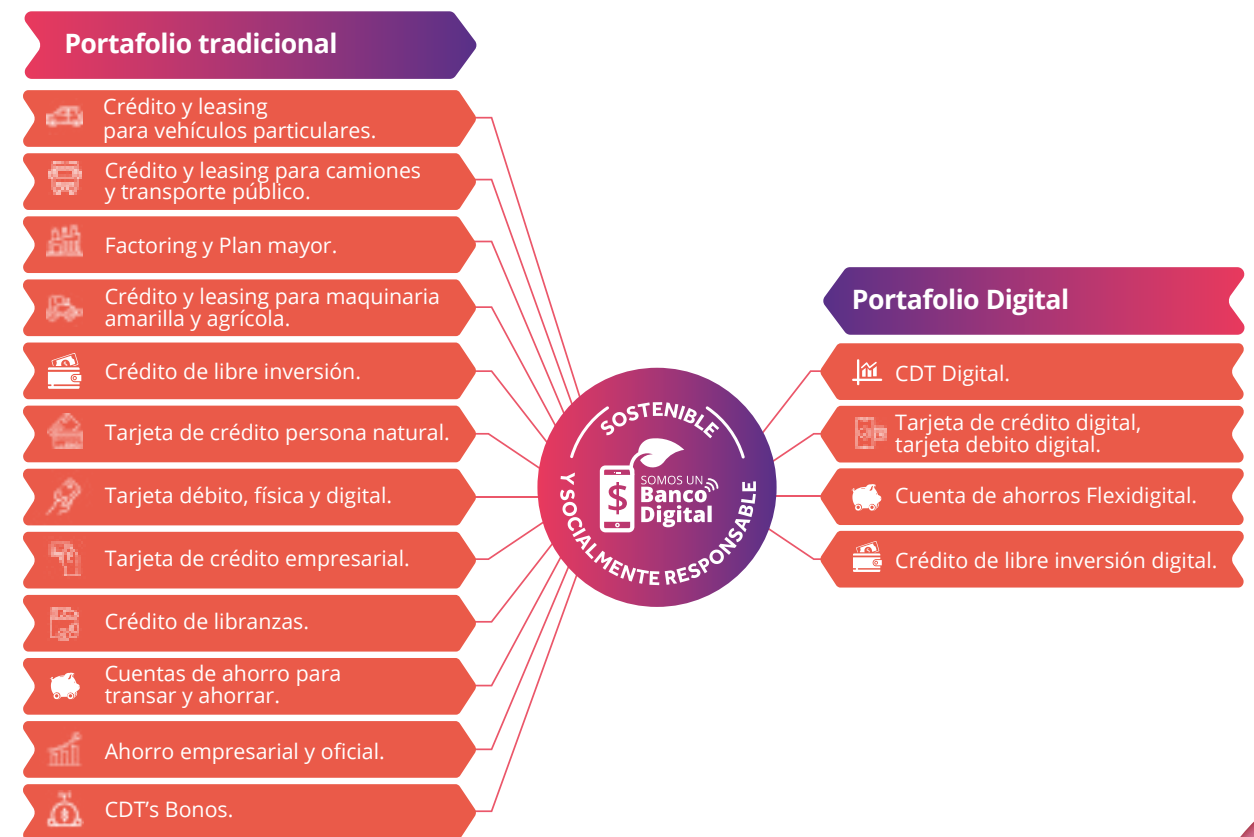 Portafolio tradicional
Crédito y leasing
para vehículos particulares.
Crédito y leasing para camiones
y transporte público.
Factoring y Plan mayor.
Crédito y leasing para maquinaria
amarilla y agrícola.
Crédito de libre inversión.
Tarjeta de crédito persona natural.
Tarjeta débito, física y digital.
Tarjeta de crédito empresarial.
Crédito de libranzas.
Cuentas de ahorro para
transar y ahorrar.
Ahorro empresarial y oficial.
CDT's Bonos.
SOSTENIBLE
Y SOCIALMENTE RESPONSABLE
$
SOMOS UN
Banco
Digital
Portafolio Digital
CDT Digital.
Tarjeta de crédito digital,
tarjeta debito digital.
Cuenta de ahorros Flexidigital.
Crédito de libre inversión digital.